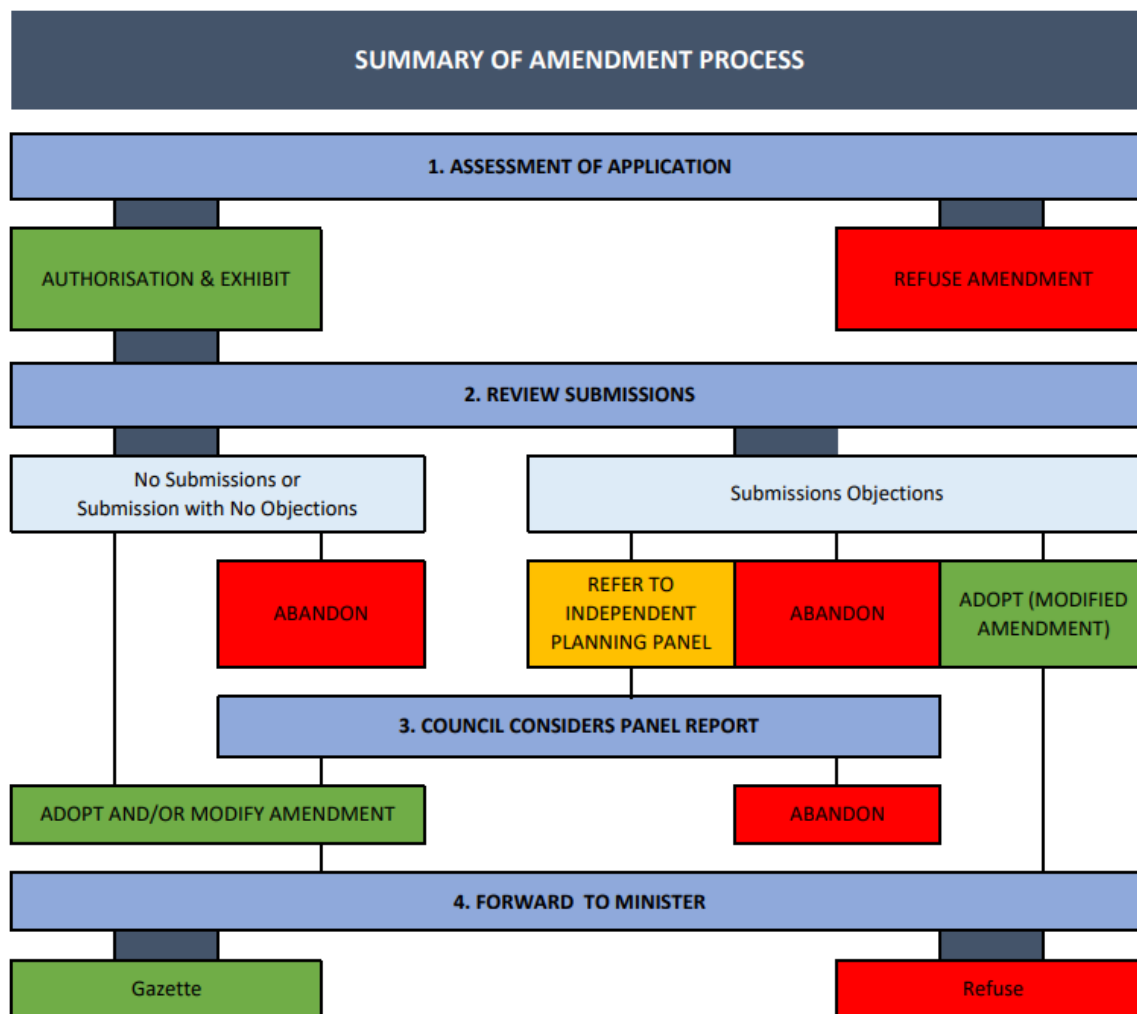 SUMMARY OF AMENDMENT PROCESS
1. ASSESSMENT OF APPLICATION
AUTHORISATION & EXHIBIT
REFUSE AMENDMENT
2. REVIEW SUBMISSIONS
No Submissions or
Submission with No Objections
Submissions Objections
ABANDON
REFER TO
INDEPENDENT
PLANNING PANEL
ABANDON
ADOPT (MODIFIED
AMENDMENT)
3. COUNCIL CONSIDERS PANEL REPORT
ADOPT AND/OR MODIFY AMENDMENT
ABANDON
4. FORWARD  TO MINISTER
Gazette
Refuse